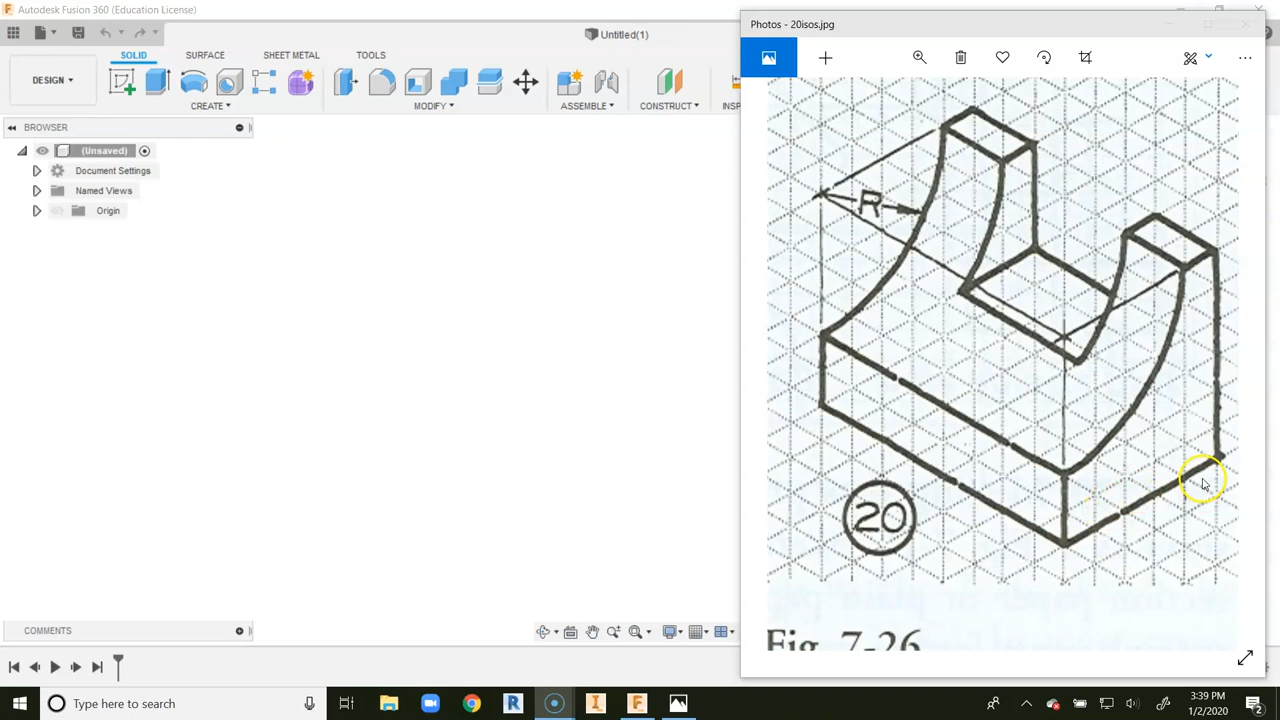 Autodesk Fusion 360 (Education License)
Untitled(1)
Photos - 20isos.jpg
DESIGN
SOLID
SURFACE
SHEET METAL
TOOLS
CREATE
MODIFY
ASSEMBLE
CONSTRUCT
INSP
BROWSER
(Unsaved)
Document Settings
Named Views
Origin
R
20
Fig. 7-26
COMMENTS
Type here to search
R
I
F
3:39 PM
1/2/2020
2